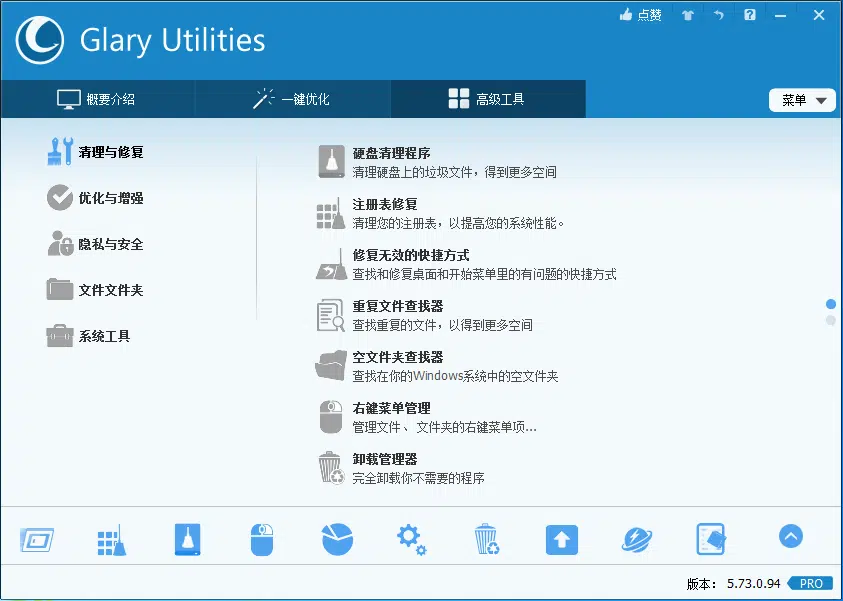 点赞
Glary Utilities
概要介绍
一键优化
高级工具
菜单
清理与修复
优化与增强
隐私与安全
文件文件夹
系统工具
硬盘清理程序
清理硬盘上的垃圾文件，得到更多空间
注册表修复
清理您的注册表，以提高您的系统性能。
修复无效的快捷方式
查找和修复桌面和开始菜单里的有问题的快捷方式
重复文件查找器
查找重复的文件，以得到更多空间
空文件夹查找器
查找在你的Windows系统中的空文件夹
右键菜单管理
管理文件、文件夹的右键菜单项...
卸载管理器
完全卸载你不需要的程序
版本： 5.73.0.94 PRO